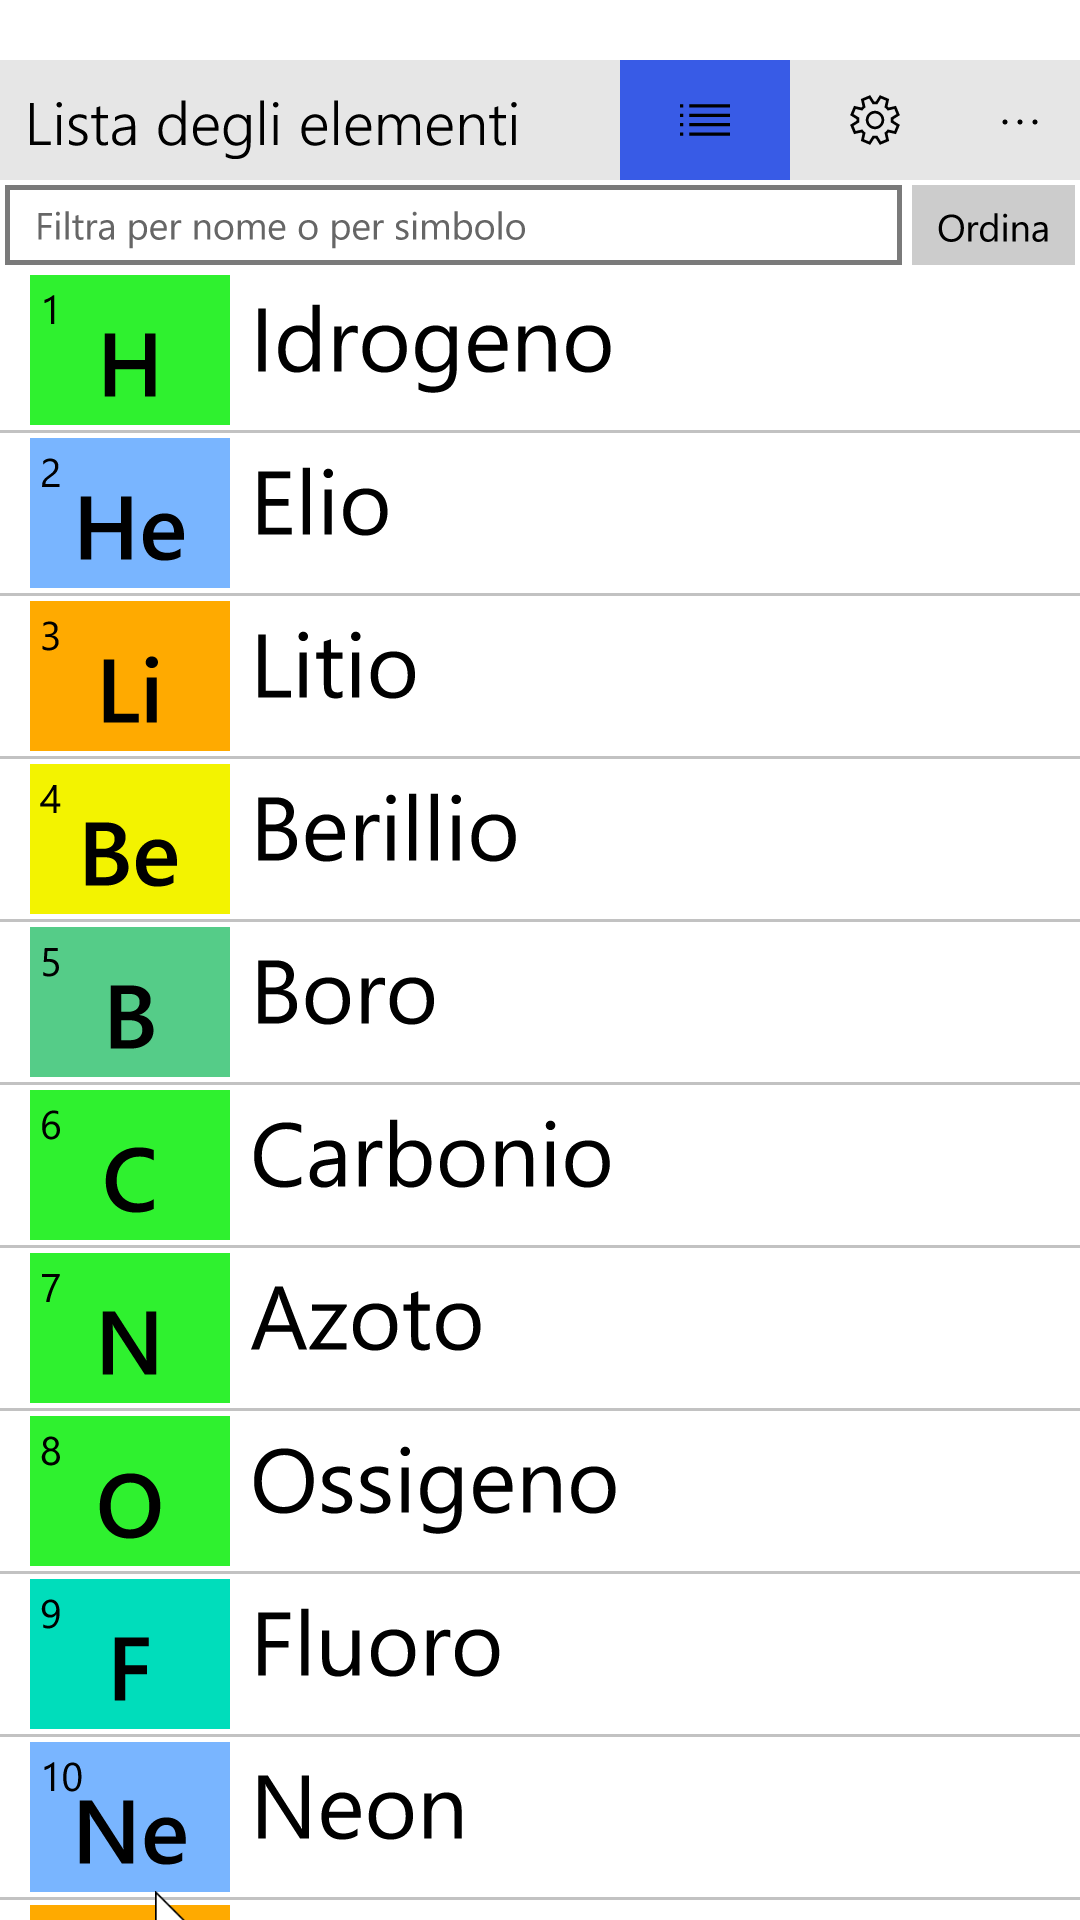 Lista degli elementi
Filtra per nome o per simbolo
Ordina
1
H
Idrogeno
2
He
Elio
3
Li
Litio
4
Be
Berillio
5
B
Boro
6
C
Carbonio
7
N
Azoto
8
O
Ossigeno
9
F
Fluoro
10
Ne
Neon